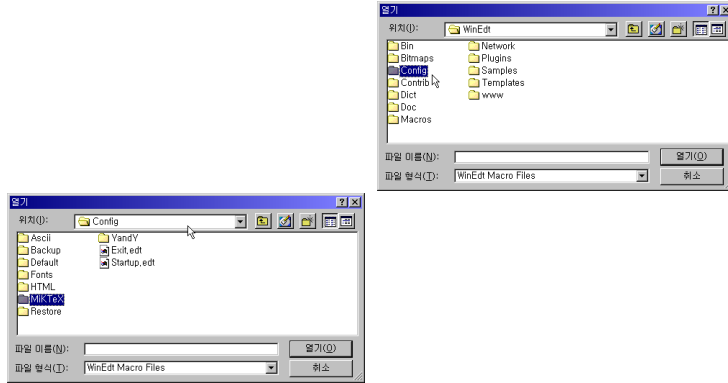 열기
위치(I): WinEdt
Bin Network
Bitmaps Plugins
Config Samples
Contrib Templates
Dict www
Doc
Macros
파일 이름(N): 열기(O)
파일 형식(T): WinEdt Macro Files 취소
열기
위치(I): Config
Ascii YandY
Backup Exit,edt
Default Startup,edt
Fonts
HTML
MiKTeX
Restore
파일 이름(N): 열기(O)
파일 형식(T): WinEdt Macro Files 취소